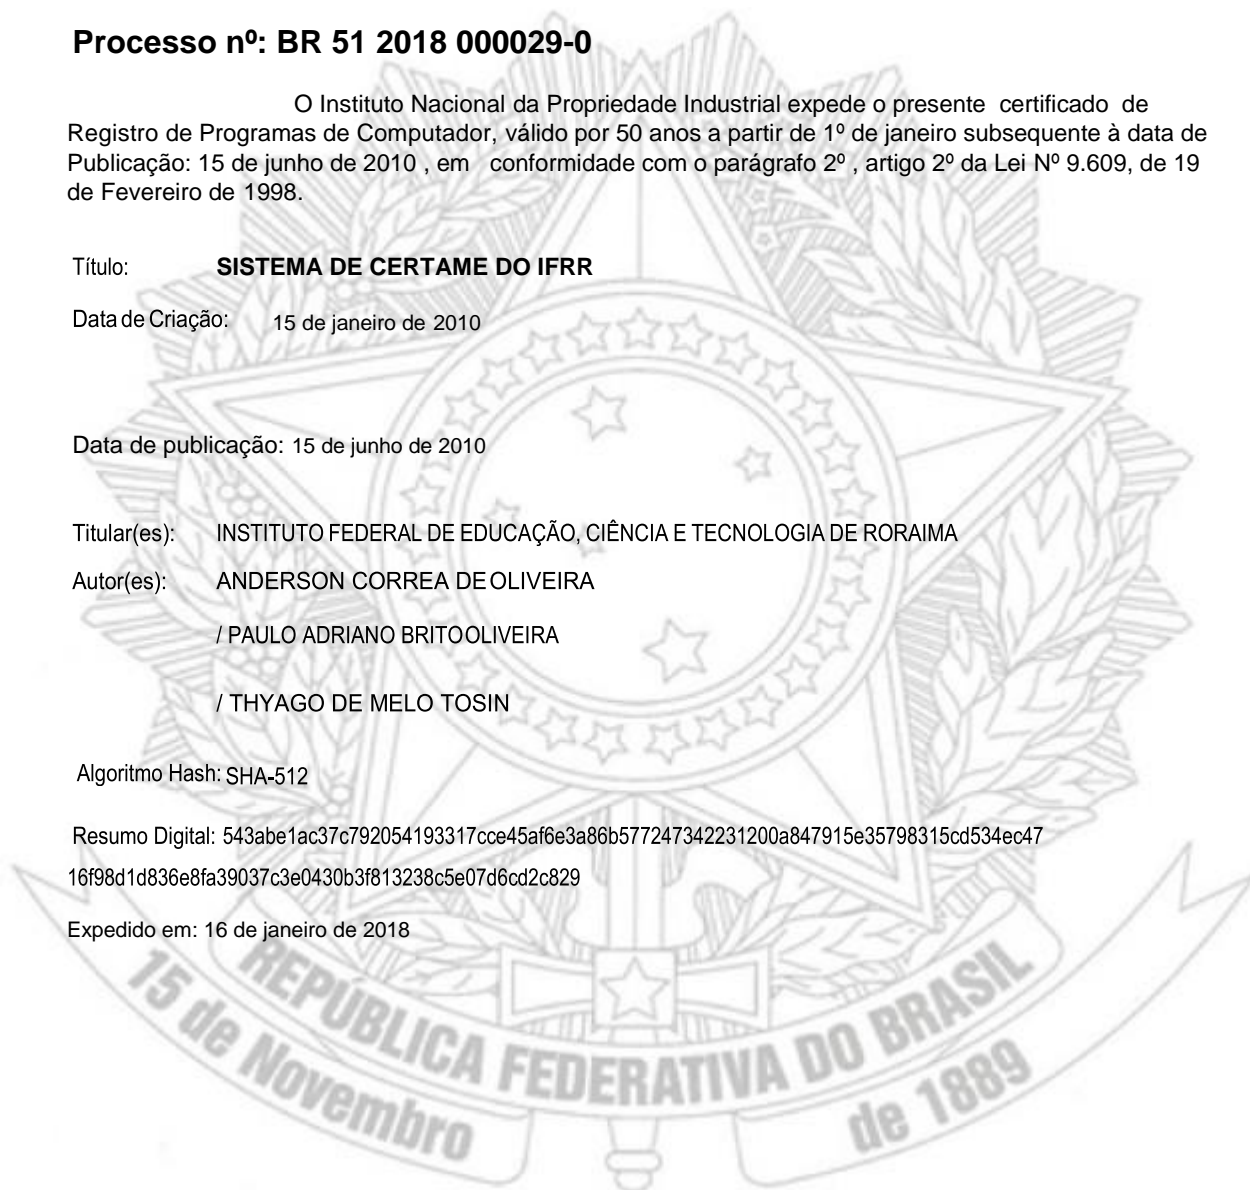 Processo nº: BR 51 2018 000029-0
O Instituto Nacional da Propriedade Industrial expede o presente certificado de
Registro de Programas de Computador, válido por 50 anos a partir de 1º de janeiro subsequente à data de
Publicação: 15 de junho de 2010 , em conformidade com o parágrafo 2º , artigo 2º da Lei Nº 9.609, de 19
de Fevereiro de 1998.
Título: SISTEMA DE CERTAME DO IFRR
Data de Criação: 15 de janeiro de 2010
Data de publicação: 15 de junho de 2010
Titular(es): INSTITUTO FEDERAL DE EDUCAÇÃO, CIÊNCIA E TECNOLOGIA DE RORAIMA
Autor(es): ANDERSON CORREA DE OLIVEIRA
/ PAULO ADRIANO BRITO OLIVEIRA
/ THYAGO DE MELO TOSIN
Algoritmo Hash: SHA-512
Resumo Digital: 543abe1ac37c792054193317cce45af6e3a86b577247342231200a847915e35798315cd534ec47
16f98d1d836e8fa39037c3e0430b3f813238c5e07d6cd2c829
Expedido em: 16 de janeiro de 2018
REPÚBLICA FEDERATIVA DO BRASIL
15 de Novembro de 1889